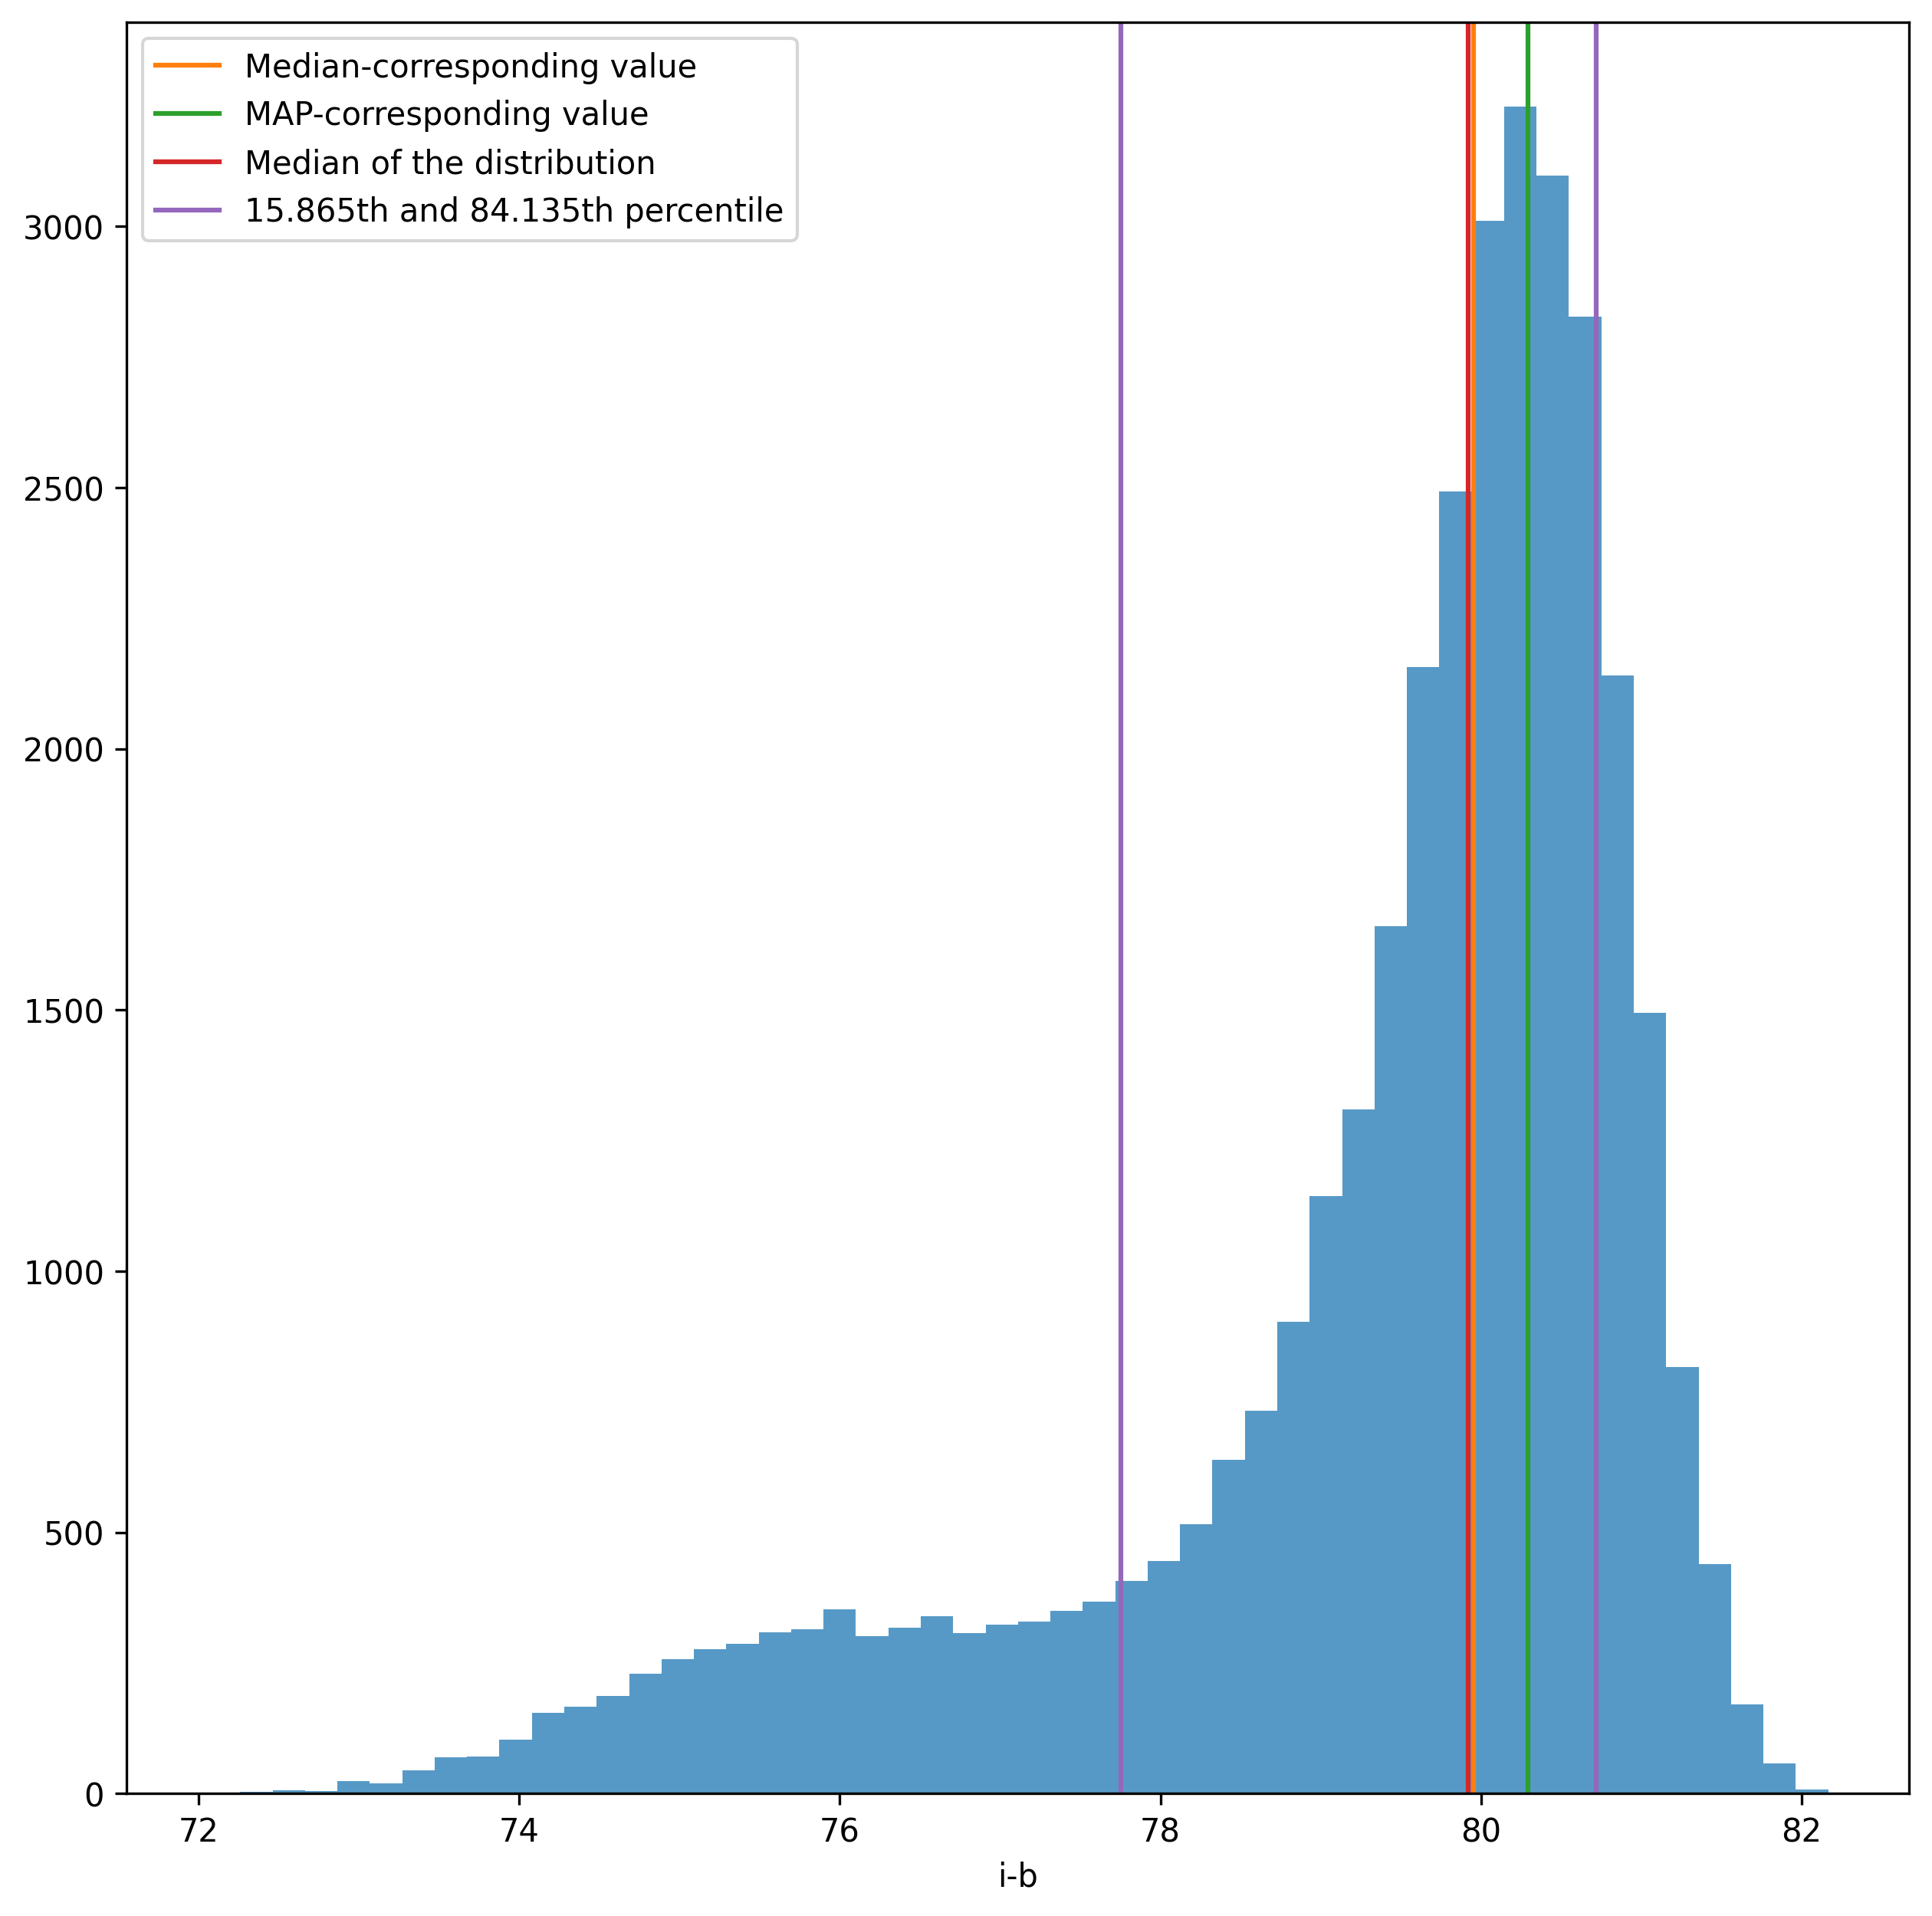 Median-corresponding value
MAP-corresponding value
Median of the distribution
15.865th and 84.135th percentile
3000
2500
2000
1500
1000
500
0
72 74 76 78 80 82
i-b